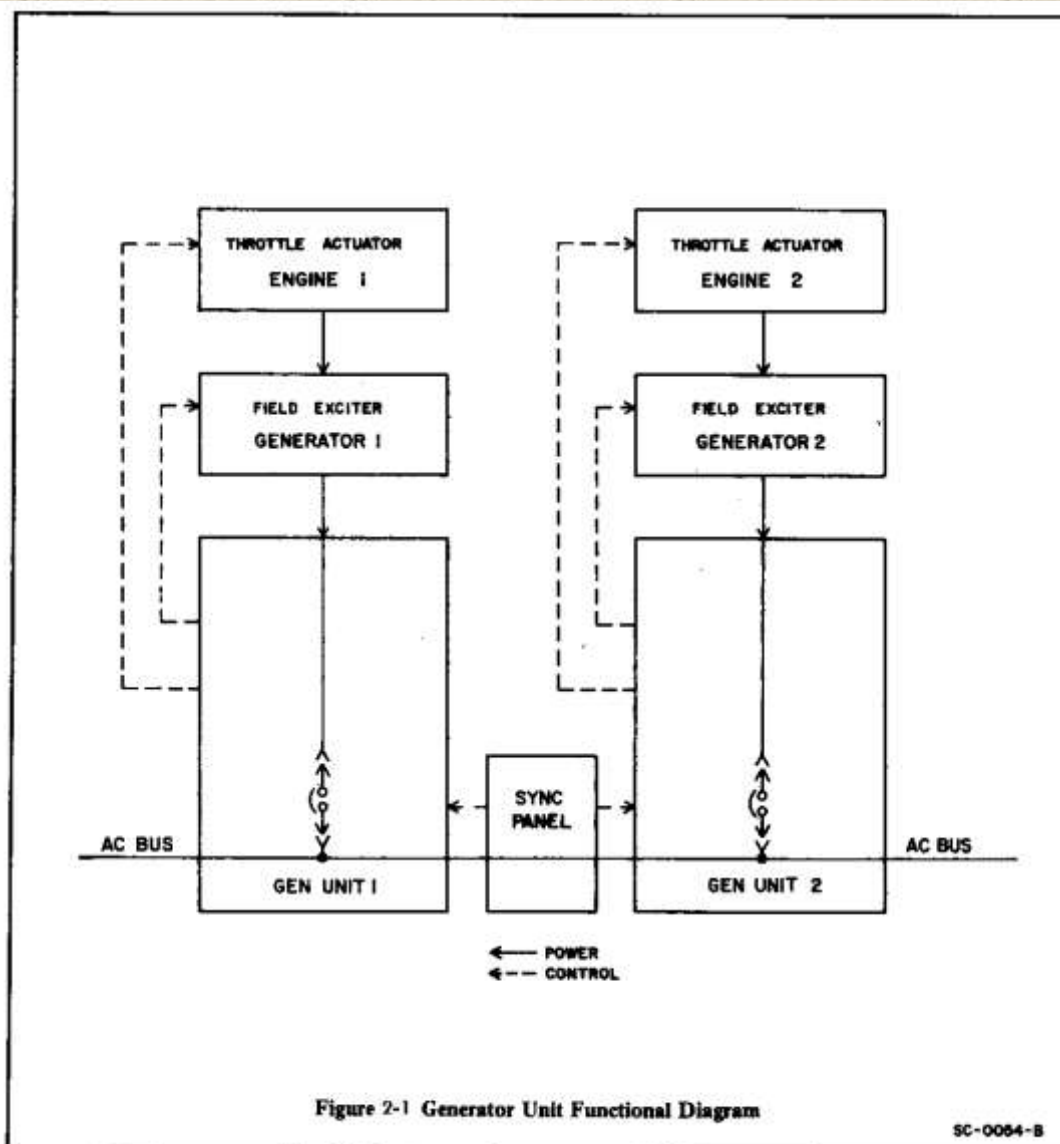 THROTTLE ACTUATOR
ENGINE 1
THROTTLE ACTUATOR
ENGINE 2
FIELD EXCITER
GENERATOR 1
FIELD EXCITER
GENERATOR 2
SYNC
PANEL
AC BUS
AC BUS
GEN UNIT 1
GEN UNIT 2
POWER
CONTROL
Figure 2-1 Generator Unit Functional Diagram
SC-0064-B